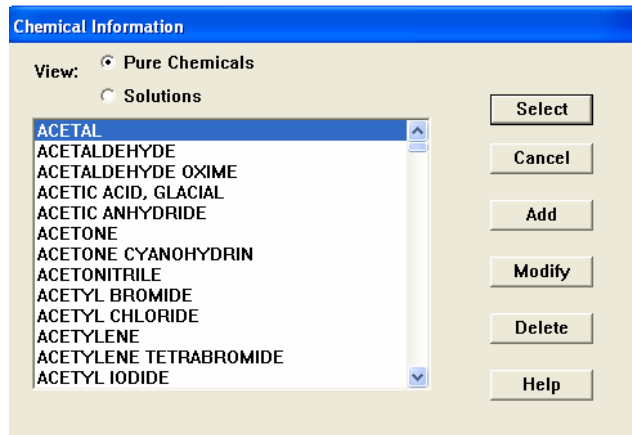 Chemical Information
View:
Pure Chemicals
Solutions
ACETAL
ACETALDEHYDE
ACETALDEHYDE OXIME
ACETIC ACID, GLACIAL
ACETIC ANHYDRIDE
ACETONE
ACETONE CYANOHYDRIN
ACETONITRILE
ACETYL BROMIDE
ACETYL CHLORIDE
ACETYLENE
ACETYLENE TETRABROMIDE
ACETYL IODIDE
Select
Cancel
Add
Modify
Delete
Help